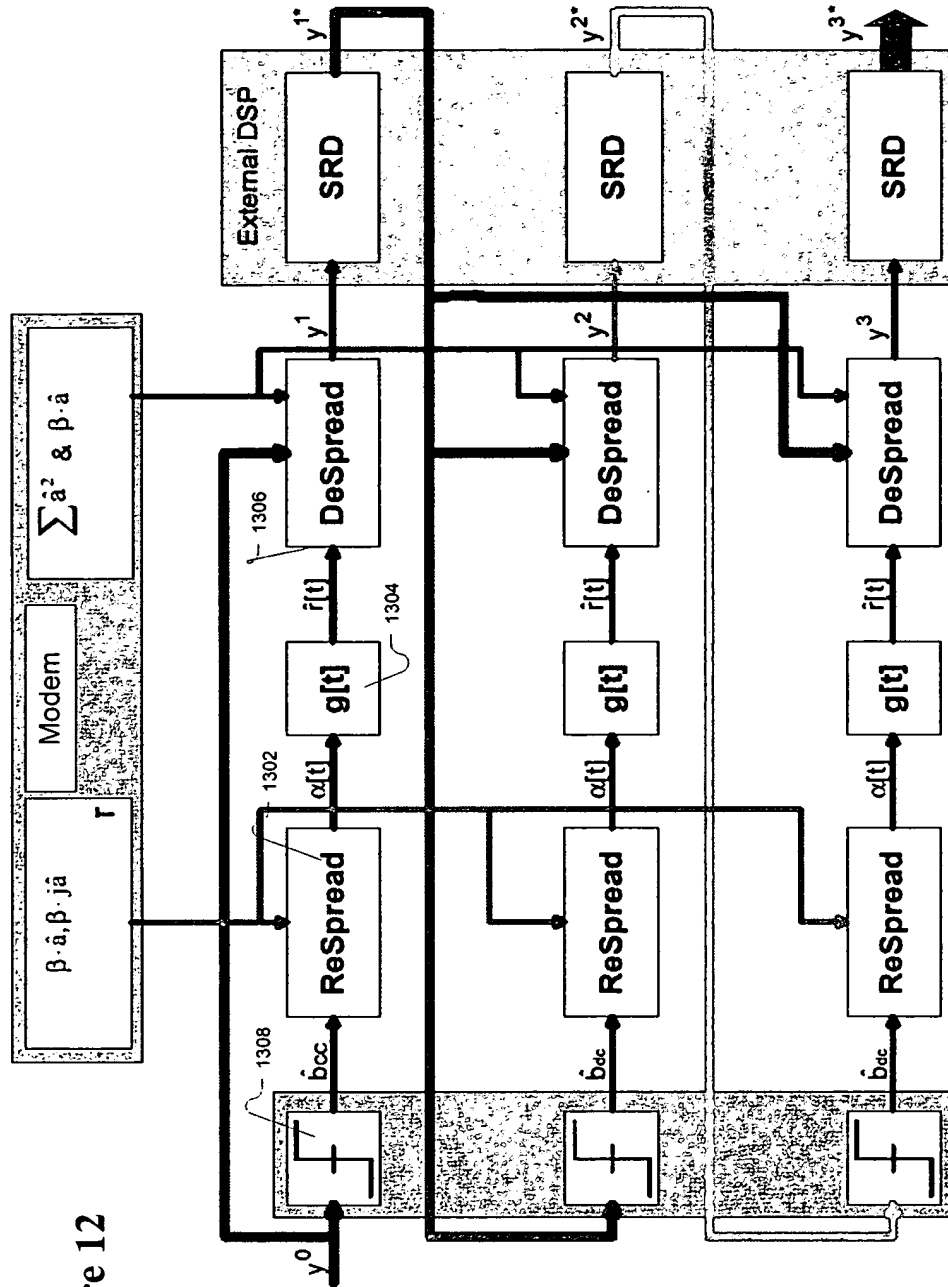 β·â, β·jâ
τ
Modem
∑â² & β·â
External DSP
y⁰
1308
b̂cc
1302
ReSpread
α[t]
g[t]
1304
r̂[t]
1306
DeSpread
y¹
SRD
y¹*
b̂dc
ReSpread
α[t]
g[t]
r̂[t]
DeSpread
y²
SRD
y²*
b̂dc
ReSpread
α[t]
g[t]
r̂[t]
DeSpread
y³
SRD
y³*
re 12